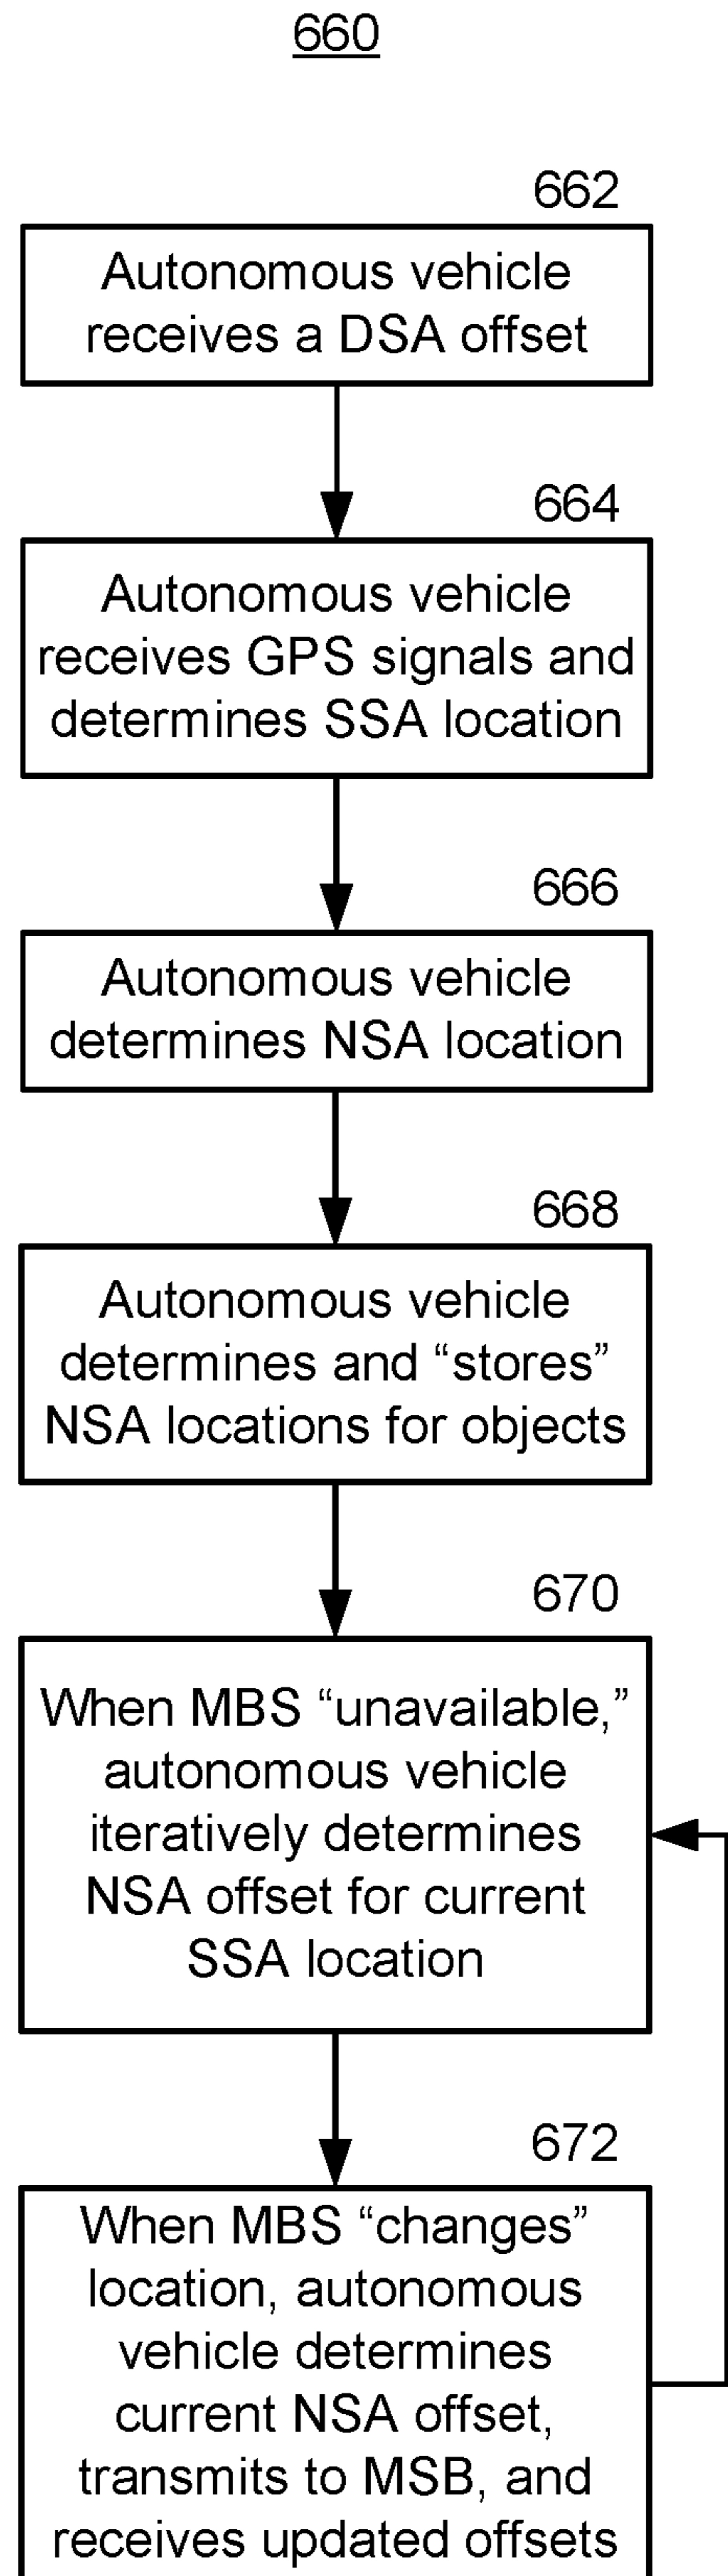 660
662
Autonomous vehicle
receives a DSA offset
664
Autonomous vehicle
receives GPS signals and
determines SSA location
666
Autonomous vehicle
determines NSA location
668
Autonomous vehicle
determines and “stores”
NSA locations for objects
670
When MBS “unavailable,”
autonomous vehicle
iteratively determines
NSA offset for current
SSA location
672
When MBS “changes”
location, autonomous
vehicle determines
current NSA offset,
transmits to MSB, and
receives updated offsets